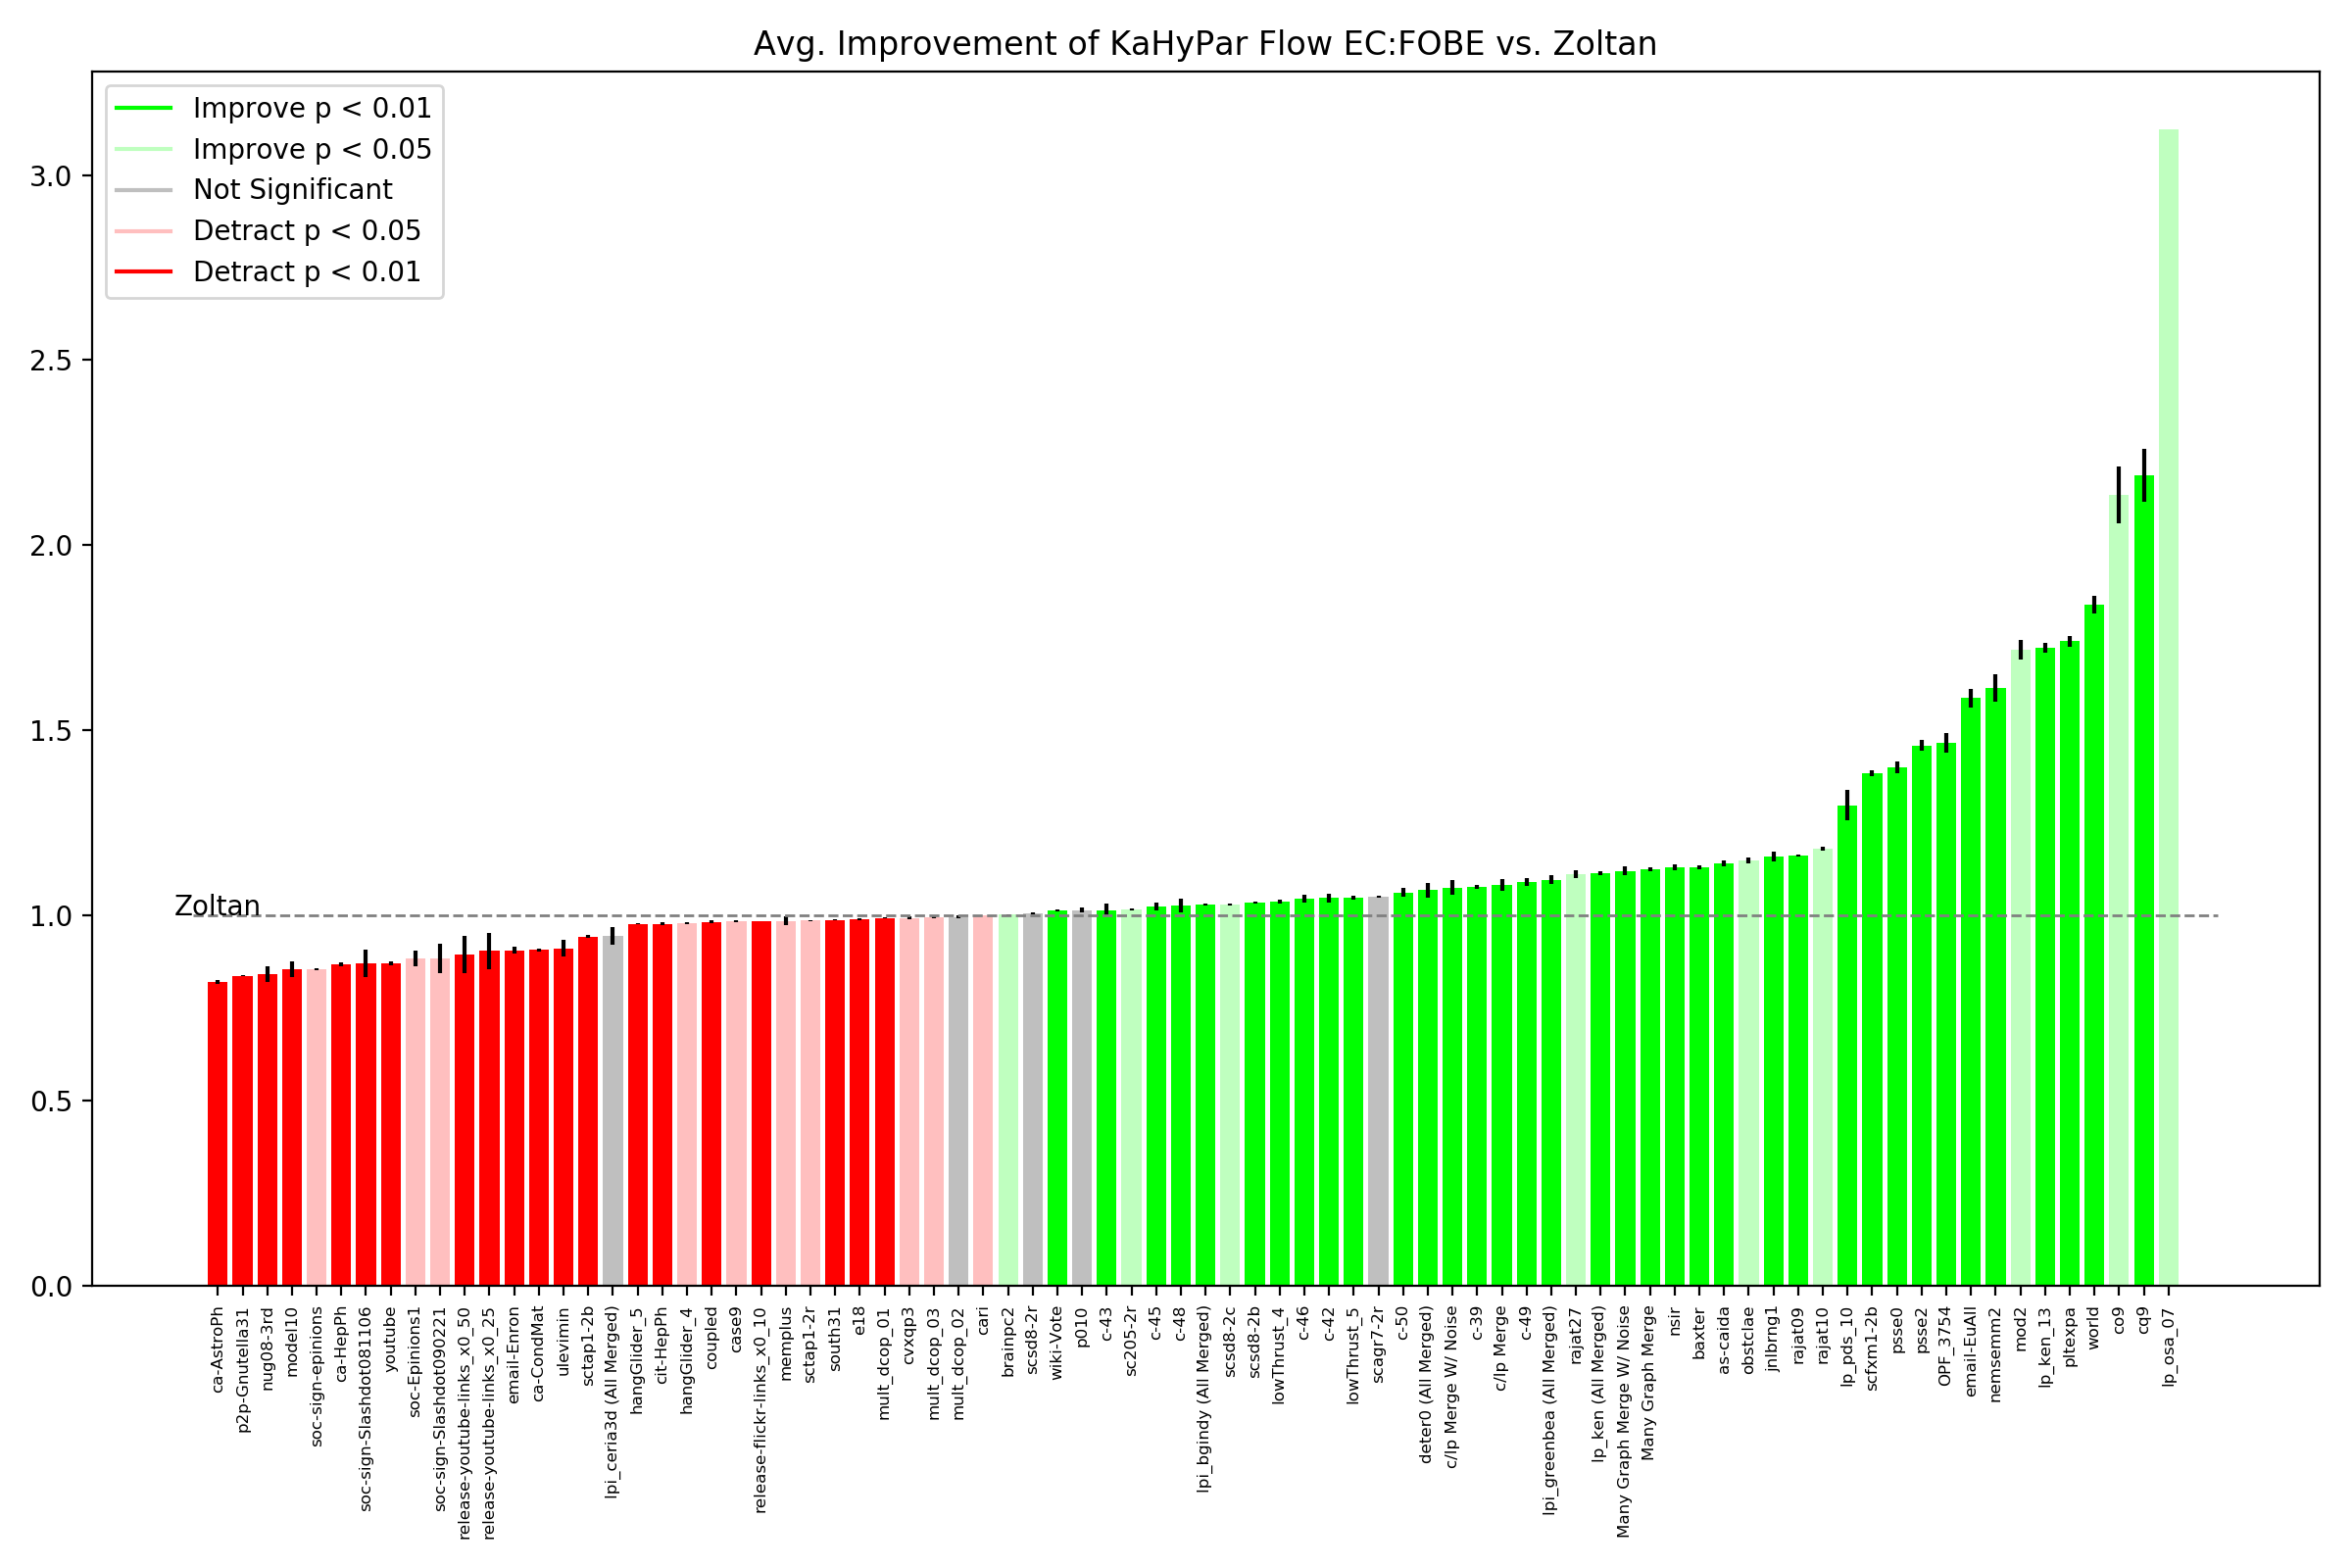 Avg. Improvement of KaHyPar Flow EC:FOBE vs. Zoltan
Improve p < 0.01
Improve p < 0.05
Not Significant
Detract p < 0.05
Detract p < 0.01
3.0
2.5
2.0
1.5
1.0
0.5
0.0
Zoltan
ca-AstroPh
p2p-Gnutella31
nug08-3rd
model10
soc-sign-epinions
ca-HepPh
soc-sign-Slashdot081106
youtube
soc-Epinions1
soc-sign-Slashdot090221
release-youtube-links_x0_50
release-youtube-links_x0_25
email-Enron
ca-CondMat
ulevimin
sctap1-2b
lpi_ceria3d (All Merged)
hangGlider_5
cit-HepPh
hangGlider_4
coupled
case9
release-flickr-links_x0_10
memplus
sctap1-2r
south31
e18
mult_dcop_01
cvxqp3
mult_dcop_03
mult_dcop_02
cari
brainpc2
scsd8-2r
wiki-Vote
p010
c-43
sc205-2r
c-45
c-48
lpi_bgindy (All Merged)
scsd8-2c
scsd8-2b
lowThrust_4
c-46
c-42
lowThrust_5
scagr7-2r
c-50
deter0 (All Merged)
c/lp Merge W/ Noise
c-39
c/lp Merge
c-49
lpi_greenbea (All Merged)
rajat27
lp_ken (All Merged)
Many Graph Merge W/ Noise
Many Graph Merge
nsir
baxter
as-caida
obstclae
jnlbrng1
rajat09
rajat10
lp_pds_10
scfxm1-2b
psse0
psse2
OPF_3754
email-EuAll
nemsemm2
mod2
lp_ken_13
pltexpa
world
co9
cq9
lp_osa_07